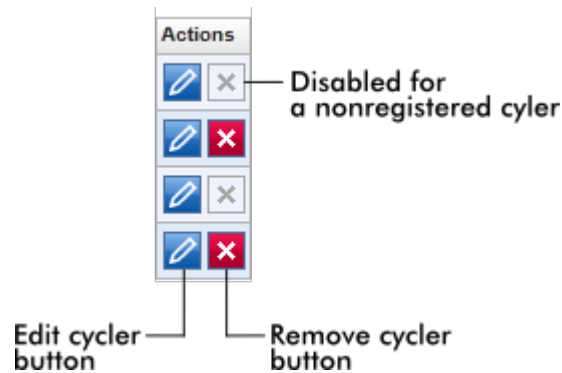 Actions
Disabled for
a nonregistered cyler
Edit cycler
button
Remove cycler
button